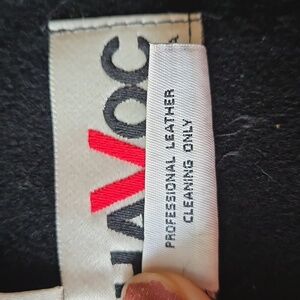 HAVOC
PROFESSIONAL LEATHER
CLEANING ONLY